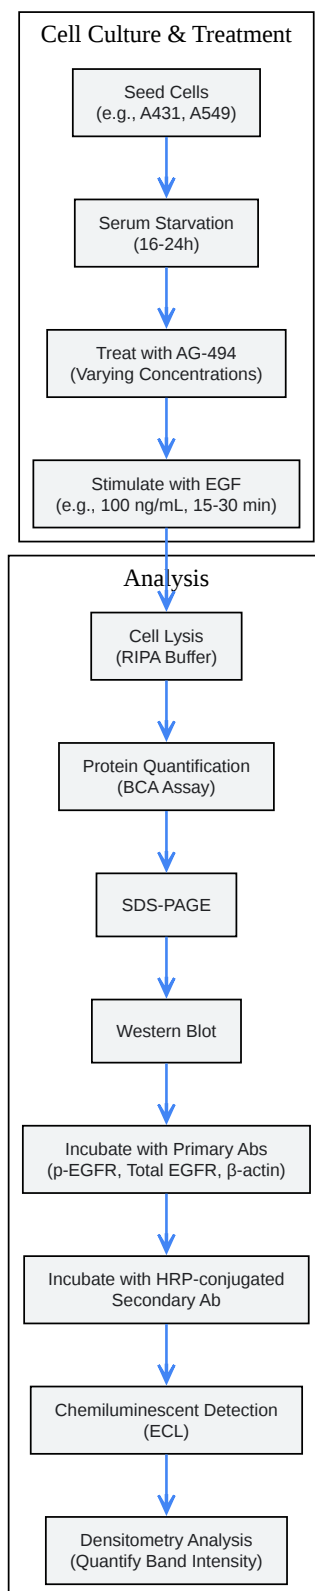 Cell Culture & Treatment
Seed Cells
(e.g., A431, A549)
Serum Starvation
(16-24h)
Treat with AG-494
(Varying Concentrations)
Stimulate with EGF
(e.g., 100 ng/mL, 15-30 min)
Analysis
Cell Lysis
(RIPA Buffer)
Protein Quantification
(BCA Assay)
SDS-PAGE
Western Blot
Incubate with Primary Abs
(p-EGFR, Total EGFR, β-actin)
Incubate with HRP-conjugated
Secondary Ab
Chemiluminescent Detection
(ECL)
Densitometry Analysis
(Quantify Band Intensity)